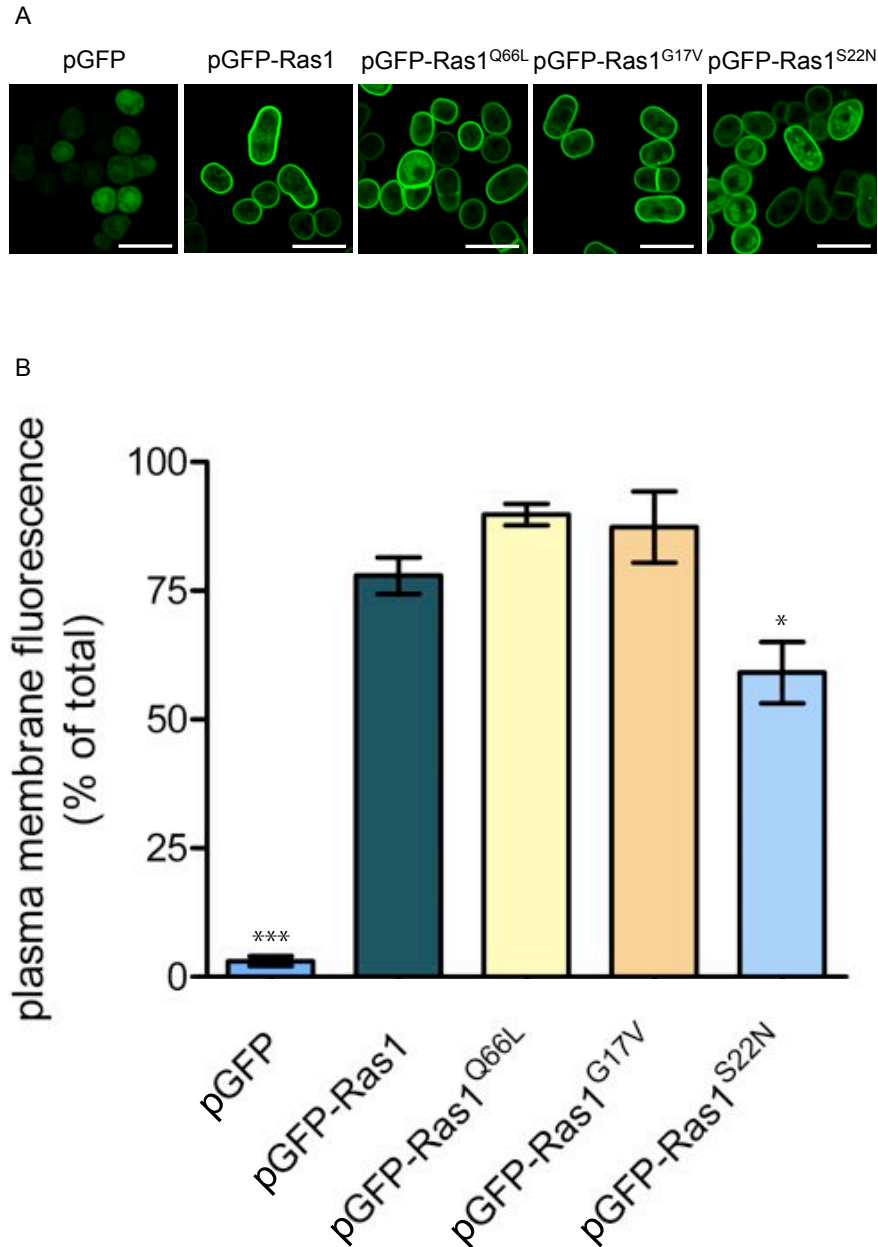 A
pGFP pGFP-Ras1 pGFP-Ras1Q66L pGFP-Ras1G17V pGFP-Ras1S22N
B
plasma membrane fluorescence
(% of total)
100
75
50
25
0
***
*
pGFP
pGFP-Ras1
pGFP-Ras1Q66L
pGFP-Ras1G17V
pGFP-Ras1S22N